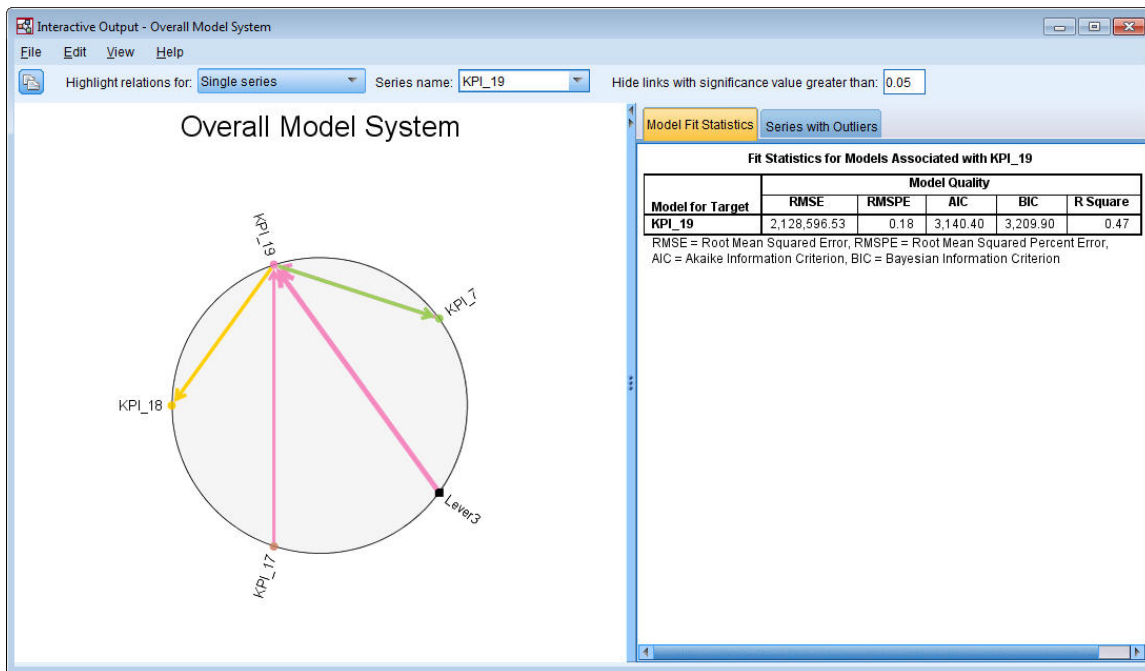 Interactive Output - Overall Model System
File Edit View Help
Highlight relations for: Single series Series name: KPI_19 Hide links with significance value greater than: 0.05
Overall Model System
KPI_19
KPI_7
KPI_18
Lever3
KPI_17
Model Fit Statistics Series with Outliers
Fit Statistics for Models Associated with KPI_19
Model Quality
Model for Target RMSE RMSPE AIC BIC R Square
KPI_19 2,128,596.53 0.18 3,140.40 3,209.90 0.47
RMSE = Root Mean Squared Error, RMSPE = Root Mean Squared Percent Error,
AIC = Akaike Information Criterion, BIC = Bayesian Information Criterion